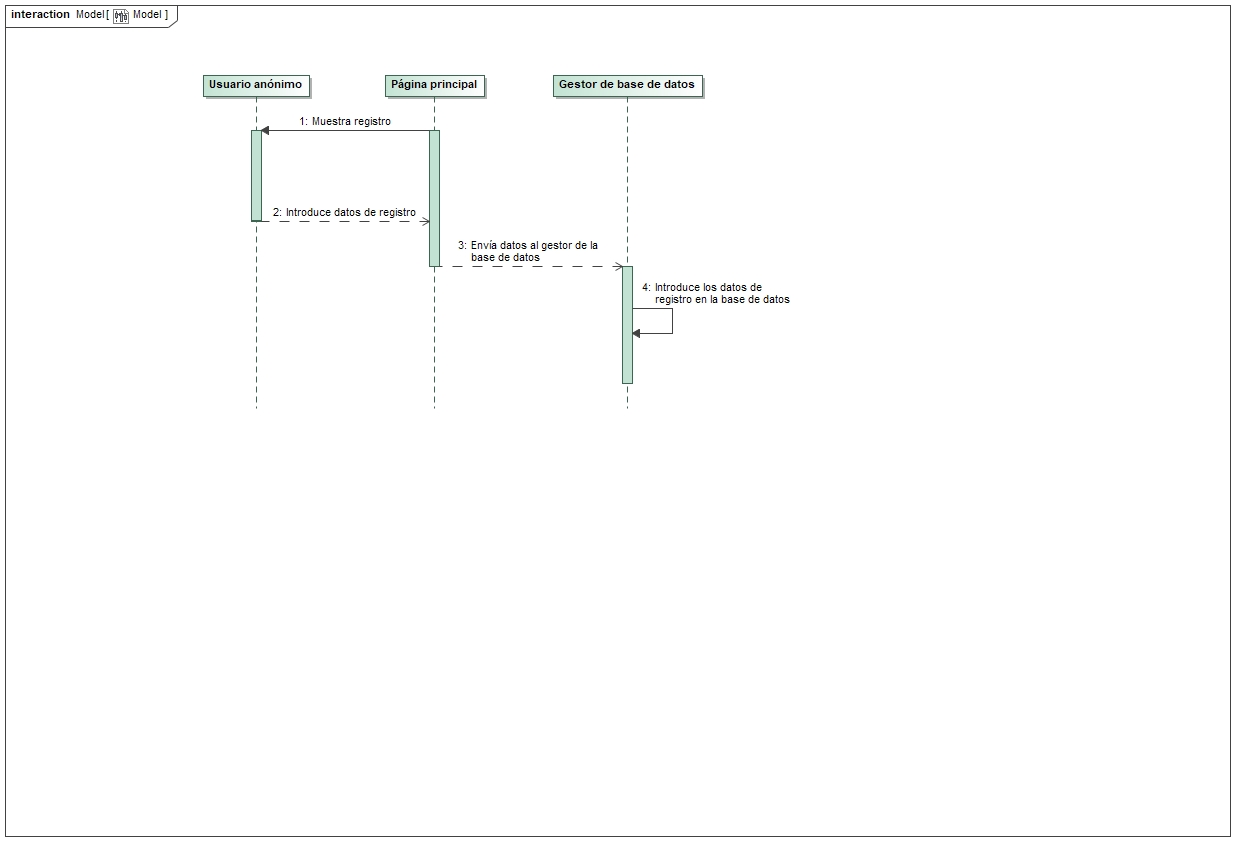 interaction Model[ Model ]
Usuario anónimo Página principal Gestor de base de datos
1: Muestra registro
2: Introduce datos de registro
3: Envía datos al gestor de la
base de datos
4: Introduce los datos de
registro en la base de datos